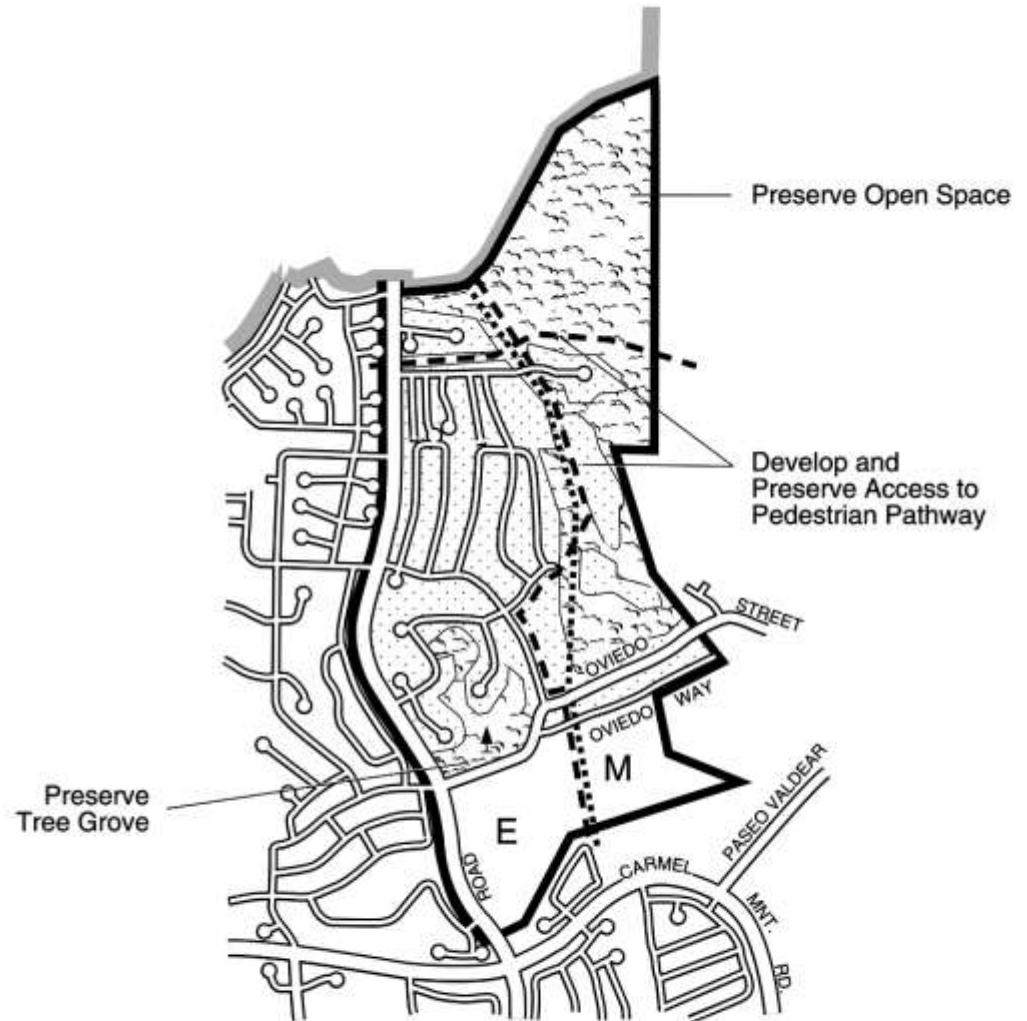 Preserve Open Space
Develop and
Preserve Access to
Pedestrian Pathway
STREET
OVIEDO
WAY
OVIEDO
M
PASEO VALDEAR
Preserve
Tree Grove
E
ROAD
CARMEL
MNT.
RD.